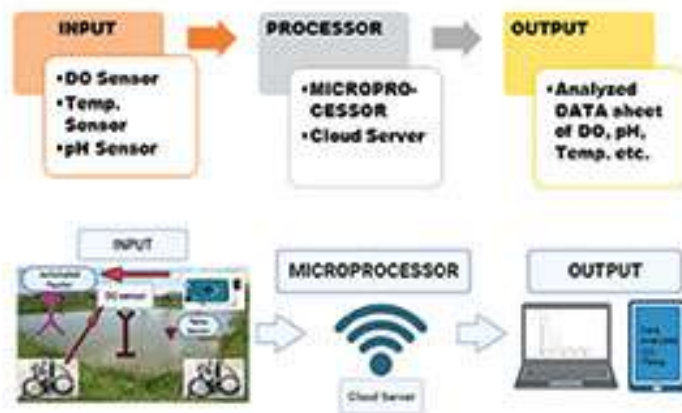 INPUT
PROCESSOR
OUTPUT
•DO Sensor
•Temp.
Sensor
•pH Sensor
•MICROPRO-
CESSOR
•Cloud Server
•Analyzed
DATA sheet
of DO, pH,
Temp. etc.
INPUT
MICROPROCESSOR
OUTPUT
DO sensor
Cloud Server
Data